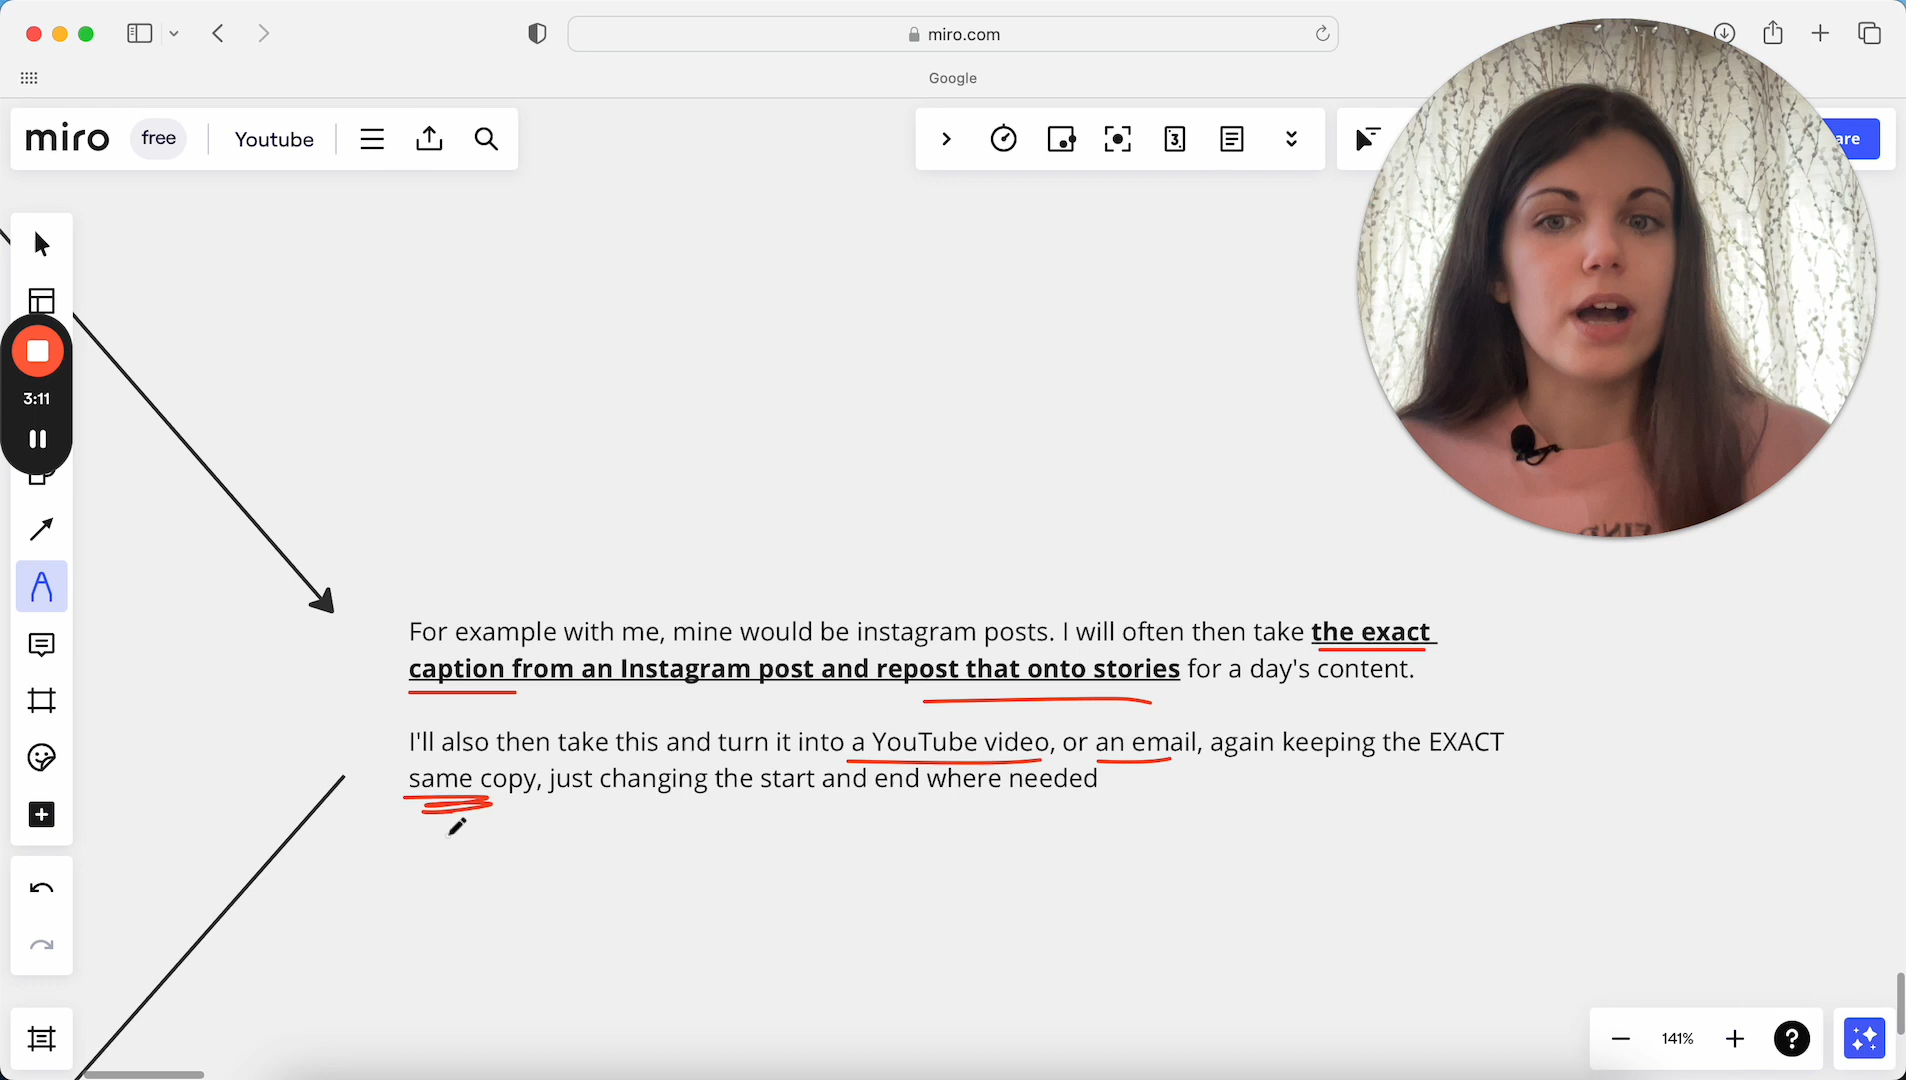 miro.com
Google
miro
free
Youtube
are
3:11
For example with me, mine would be instagram posts. I will often then take the exact
caption from an Instagram post and repost that onto stories for a day's content.
I'll also then take this and turn it into a YouTube video, or an email, again keeping the EXACT
same copy, just changing the start and end where needed
141%